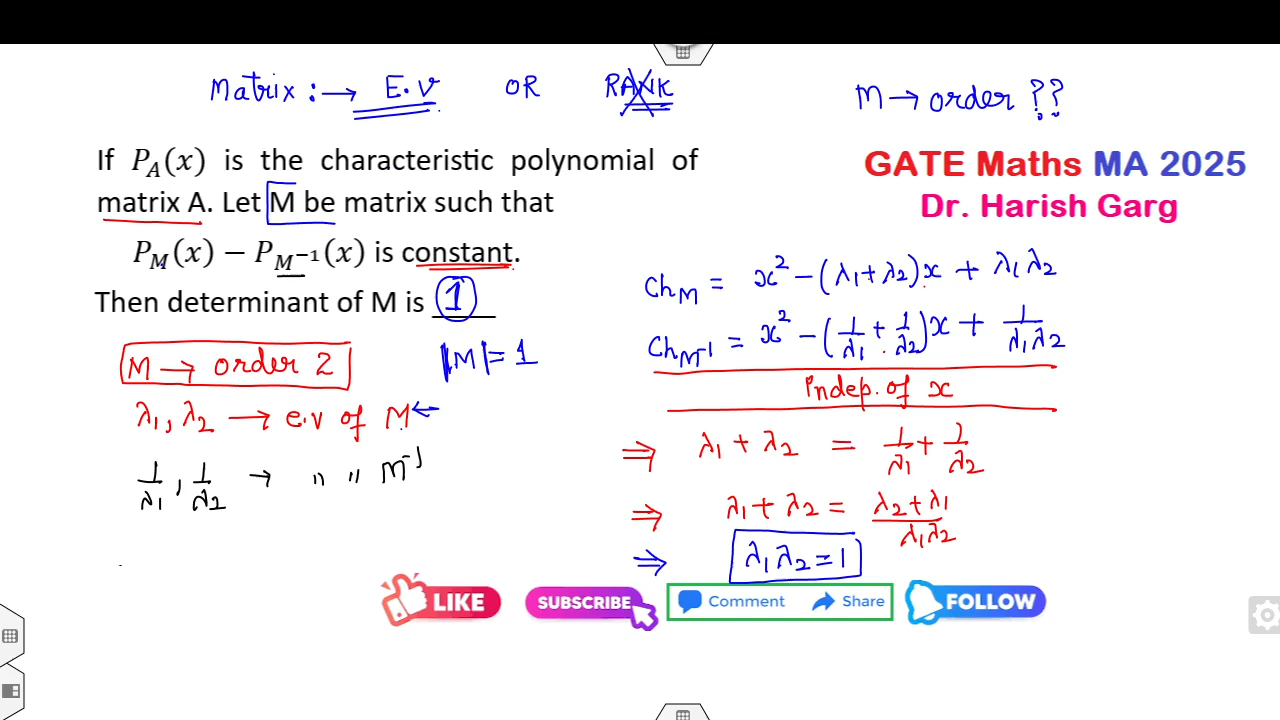 Matrix :→ E.V OR RANK
M → order ??
If P_A(x) is the characteristic polynomial of
matrix A. Let M be matrix such that
P_M(x) − P_{M^{−1}}(x) is constant.
Then determinant of M is 1
GATE Maths MA 2025
Dr. Harish Garg
M → order 2
|M| = 1
λ₁, λ₂ → e.v of M ←
1/λ₁, 1/λ₂ → " " M⁻¹
Ch_M = x² − (λ₁+λ₂)x + λ₁λ₂
Ch_{M⁻¹} = x² − (1/λ₁ + 1/λ₂)x + 1/(λ₁λ₂)
Indep. of x
⇒ λ₁ + λ₂ = 1/λ₁ + 1/λ₂
⇒ λ₁ + λ₂ = (λ₂+λ₁)/(λ₁λ₂)
⇒ λ₁λ₂ = 1
LIKE SUBSCRIBE Comment Share FOLLOW